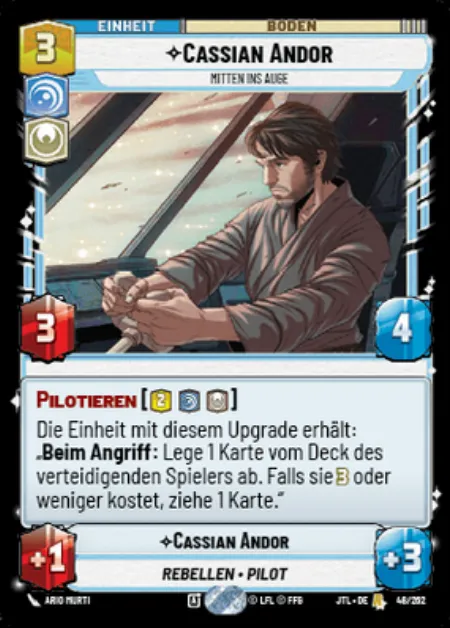 EINHEIT
BODEN
3
CASSIAN ANDOR
MITTEN INS AUGE
3
4
PILOTIEREN [2]
Die Einheit mit diesem Upgrade erhält:
„Beim Angriff: Lege 1 Karte vom Deck des
verteidigenden Spielers ab. Falls sie 3 oder
weniger kostet, ziehe 1 Karte.“
CASSIAN ANDOR
+1
+3
REBELLEN • PILOT
ARIO MURTI
A
© LFL © FFG
JTL • DE
R
48/262